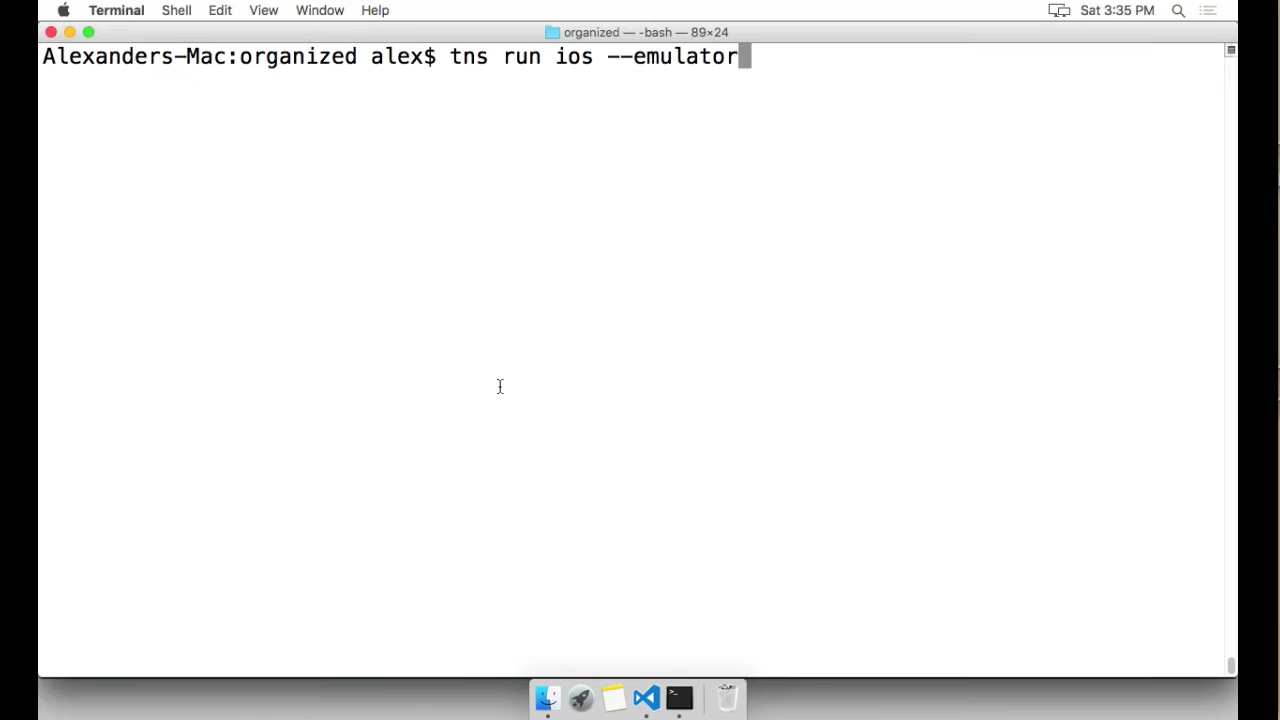 Terminal Shell Edit View Window Help Sat 3:35 PM
organized — -bash — 89×24
Alexanders-Mac:organized alex$ tns run ios --emulator